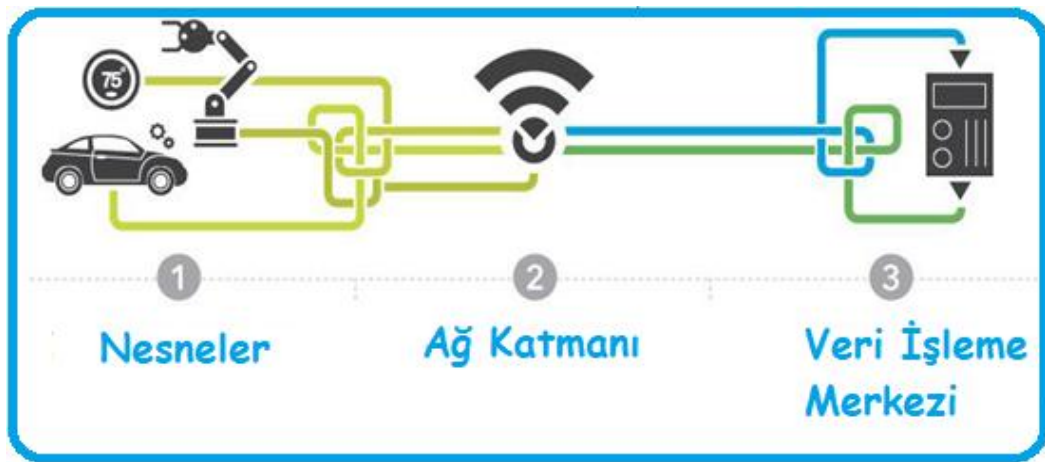 75°
1
2
3
Nesneler
Ağ Katmanı
Veri İşleme
Merkezi